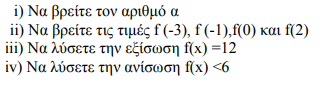 i) Να βρείτε τον αριθμό α
ii) Να βρείτε τις τιμές f (-3), f (-1),f(0) και f(2)
iii) Να λύσετε την εξίσωση f(x) =12
iv) Να λύσετε την ανίσωση f(x) <6